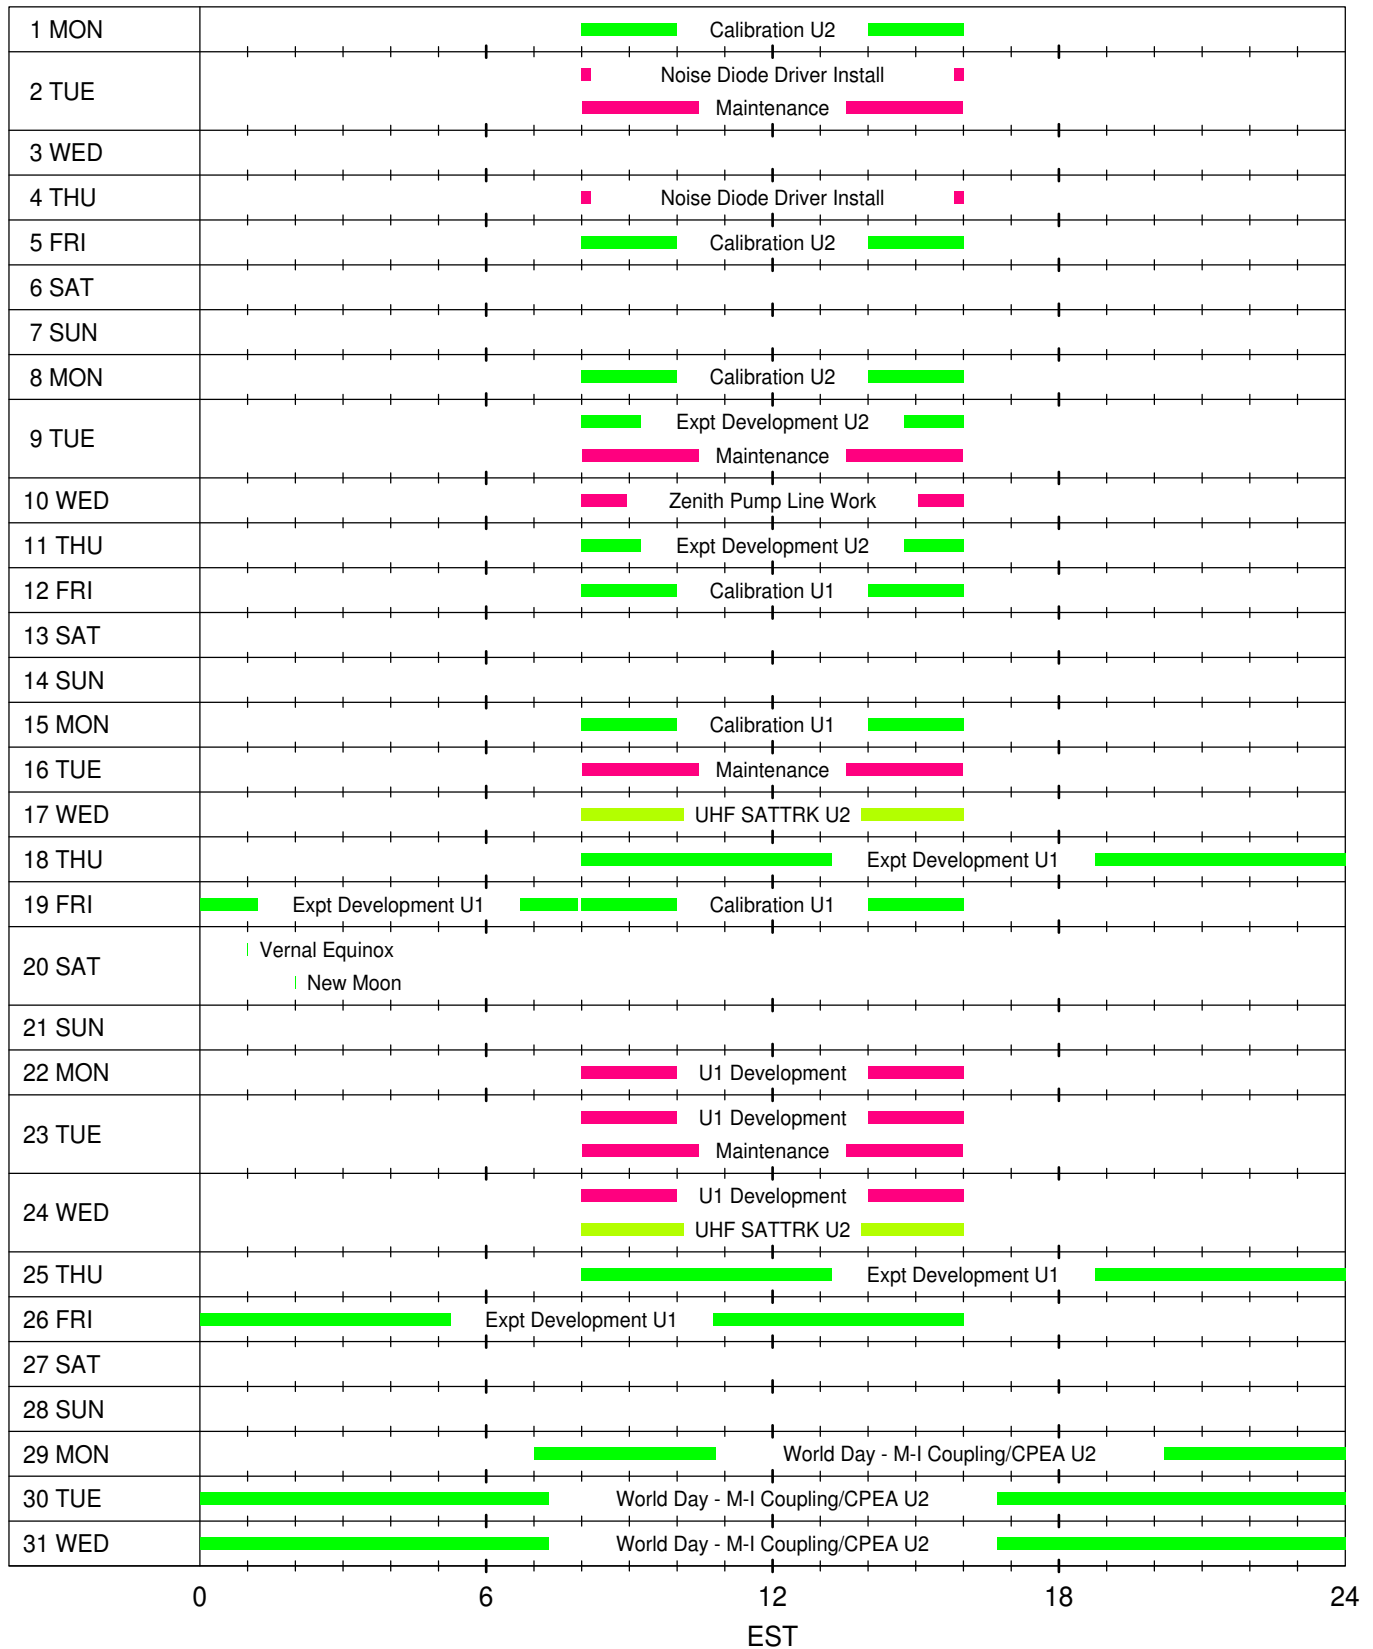 1 MON
Calibration U2
2 TUE
Noise Diode Driver Install
Maintenance
3 WED
4 THU
Noise Diode Driver Install
5 FRI
Calibration U2
6 SAT
7 SUN
8 MON
Calibration U2
9 TUE
Expt Development U2
Maintenance
10 WED
Zenith Pump Line Work
11 THU
Expt Development U2
12 FRI
Calibration U1
13 SAT
14 SUN
15 MON
Calibration U1
16 TUE
Maintenance
17 WED
UHF SATTRK U2
18 THU
Expt Development U1
19 FRI
Expt Development U1
Calibration U1
20 SAT
Vernal Equinox
New Moon
21 SUN
22 MON
U1 Development
23 TUE
U1 Development
Maintenance
24 WED
U1 Development
UHF SATTRK U2
25 THU
Expt Development U1
26 FRI
Expt Development U1
27 SAT
28 SUN
29 MON
World Day - M-I Coupling/CPEA U2
30 TUE
World Day - M-I Coupling/CPEA U2
31 WED
World Day - M-I Coupling/CPEA U2
0 6 12 18 24
EST